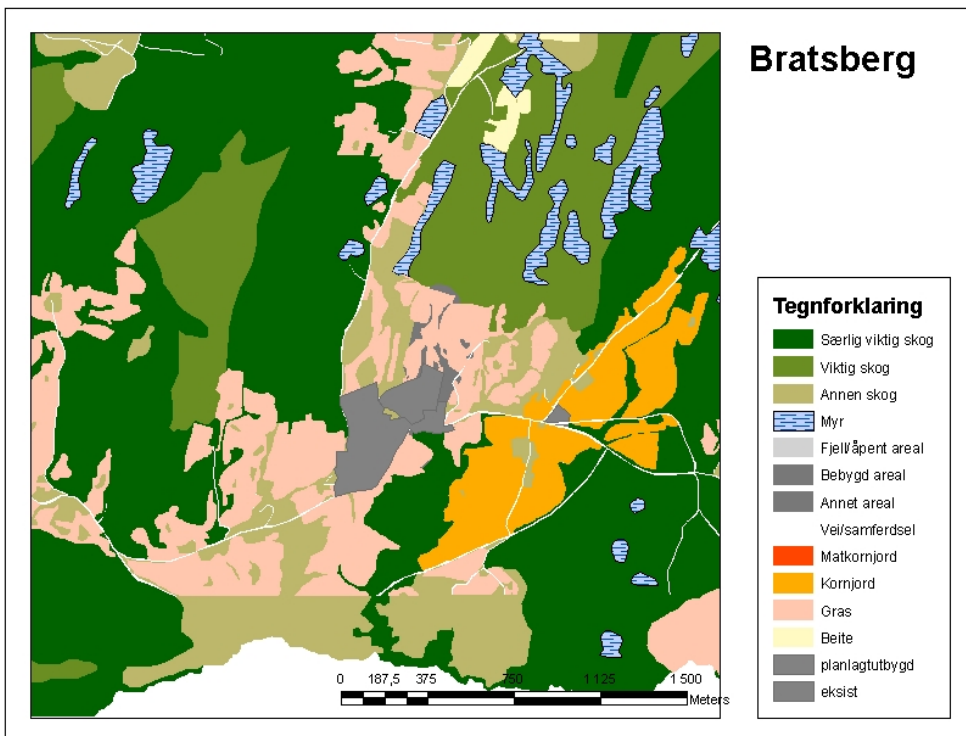 Bratsberg
Tegnforklaring
Særlig viktig skog
Viktig skog
Annen skog
Myr
Fjell/åpent areal
Bebygd areal
Annet areal
Vei/samferdsel
Matkornjord
Kornjord
Gras
Beite
planlagtutbygd
eksist
0 187,5 375 750 1 125 1 500
Meters